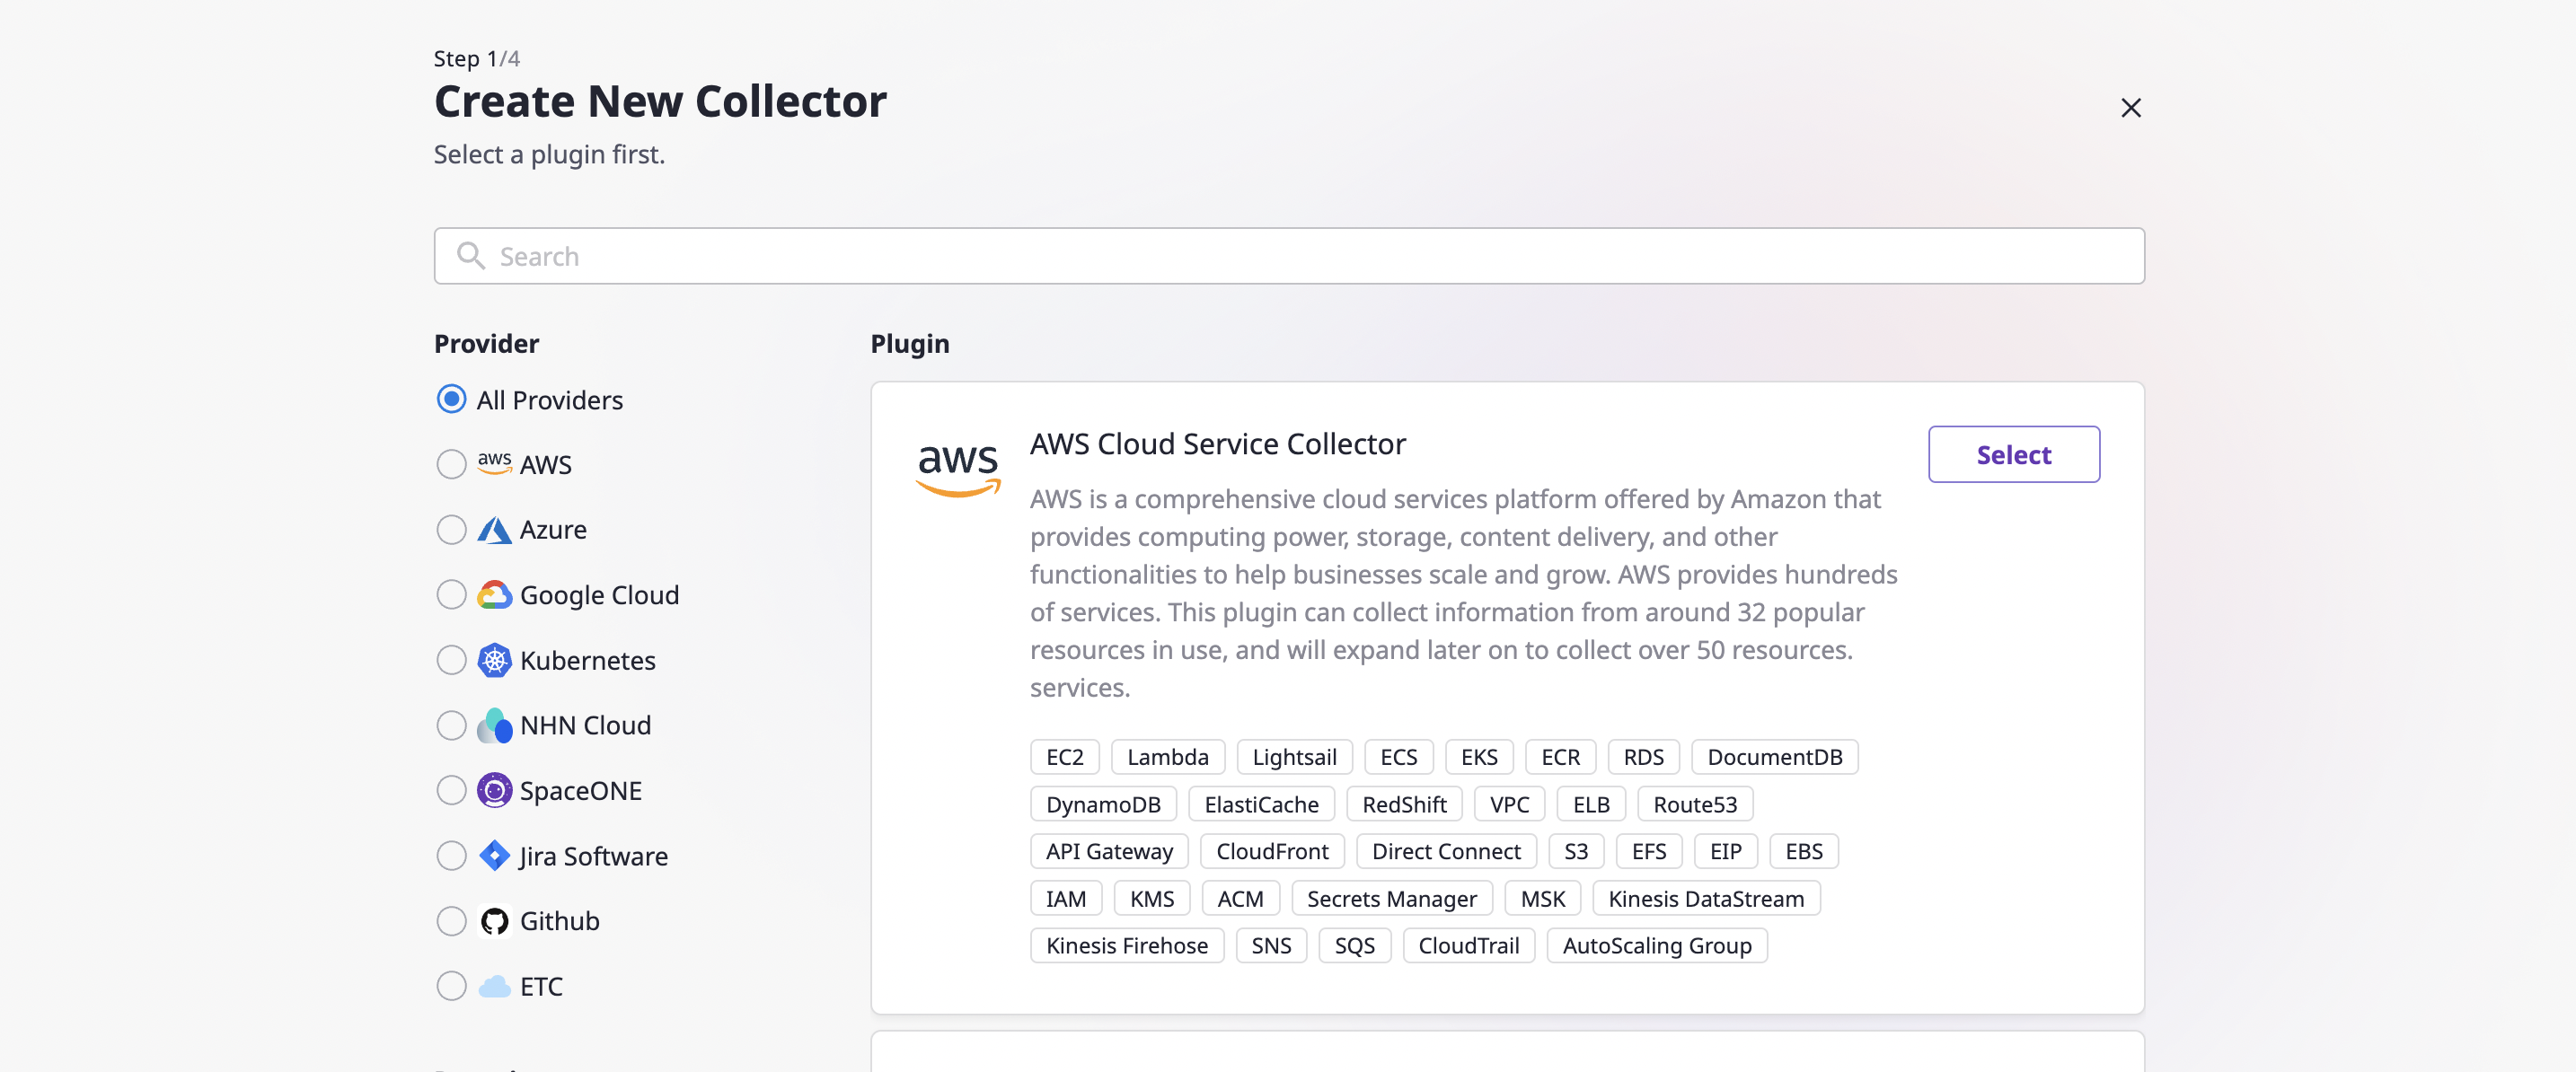 Step 1/4
Create New Collector
Select a plugin first.
Search
Provider
All Providers
aws AWS
Azure
Google Cloud
Kubernetes
NHN Cloud
SpaceONE
Jira Software
Github
ETC
Plugin
aws
AWS Cloud Service Collector
Select
AWS is a comprehensive cloud services platform offered by Amazon that
provides computing power, storage, content delivery, and other
functionalities to help businesses scale and grow. AWS provides hundreds
of services. This plugin can collect information from around 32 popular
resources in use, and will expand later on to collect over 50 resources.
services.
EC2 Lambda Lightsail ECS EKS ECR RDS DocumentDB
DynamoDB ElastiCache RedShift VPC ELB Route53
API Gateway CloudFront Direct Connect S3 EFS EIP EBS
IAM KMS ACM Secrets Manager MSK Kinesis DataStream
Kinesis Firehose SNS SQS CloudTrail AutoScaling Group